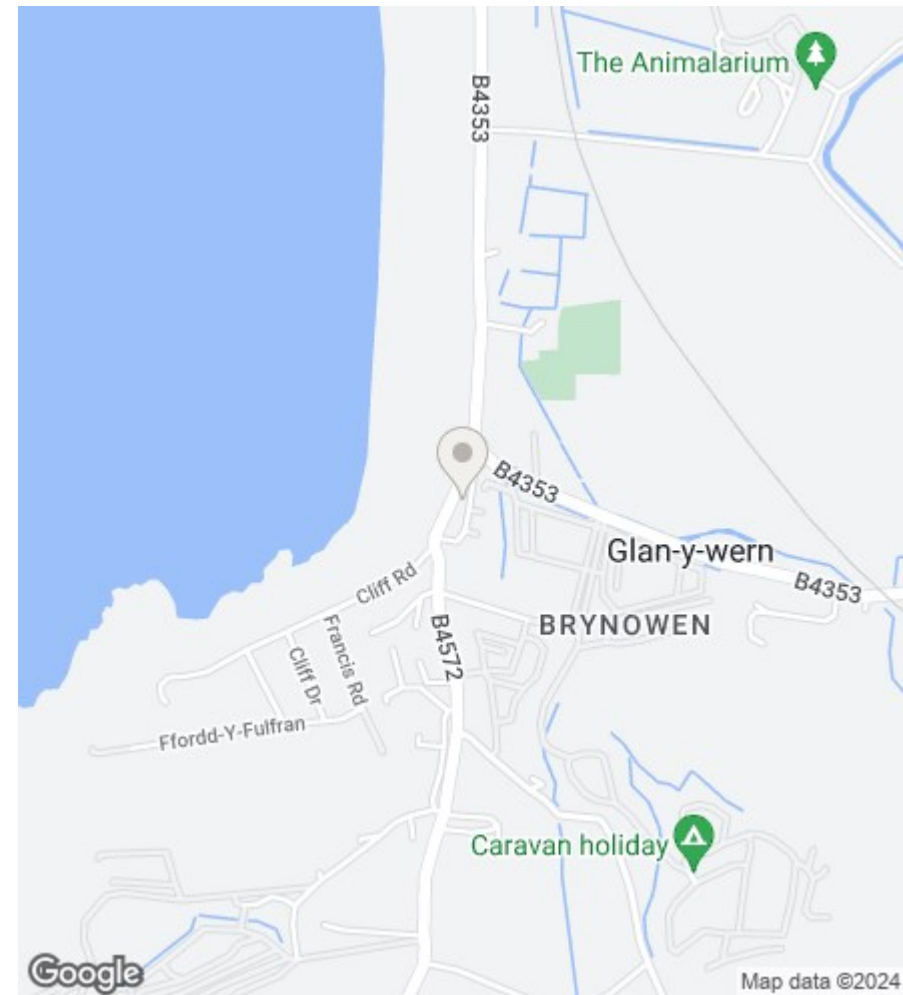 The Animalarium
B4353
B4353
Glan-y-wern
B4353
Cliff Rd
BRYNOWEN
B4572
Francis Rd
Cliff Dr
Ffordd-Y-Fulfran
Caravan holiday
Google
Map data ©2024